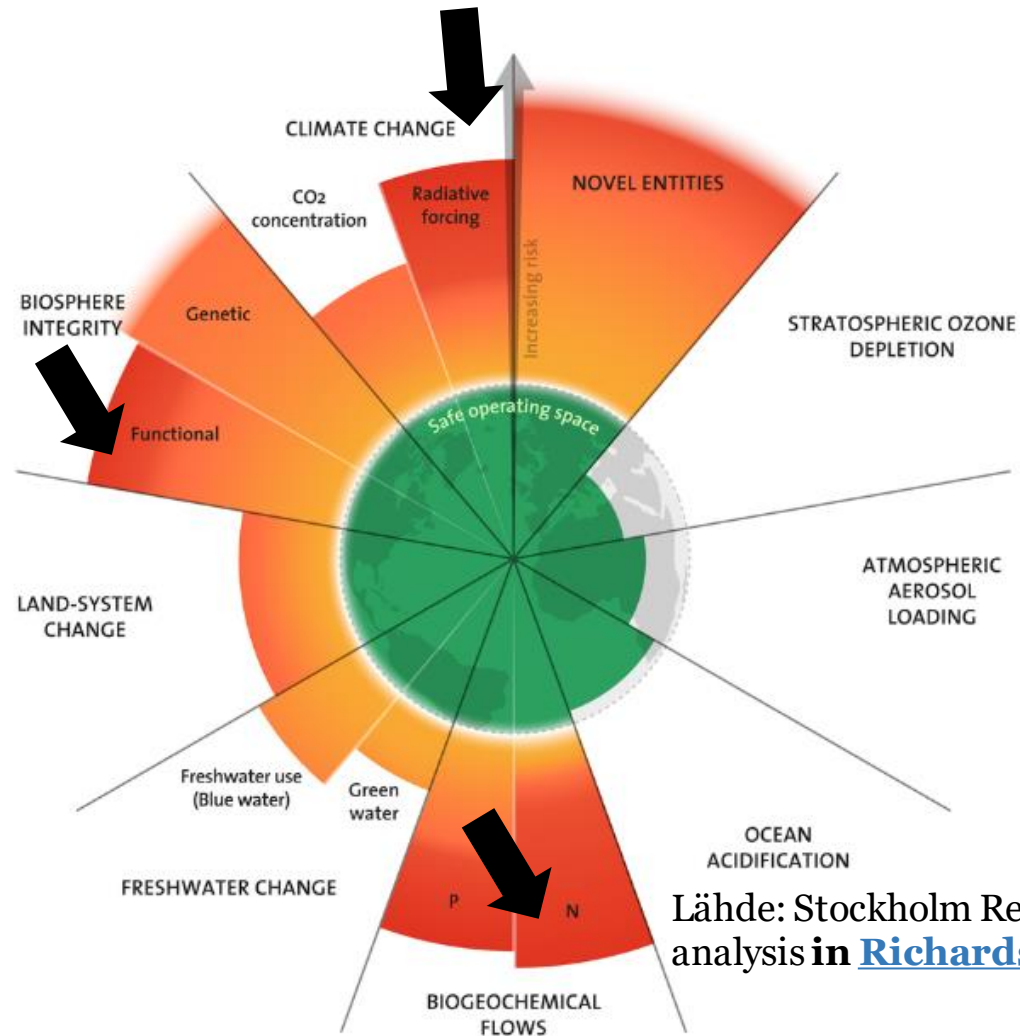 CLIMATE CHANGE
CO2
concentration
Radiative
forcing
NOVEL ENTITIES
Increasing risk
BIOSPHERE
INTEGRITY
Genetic
Functional
STRATOSPHERIC OZONE
DEPLETION
Safe operating space
ATMOSPHERIC
AEROSOL
LOADING
LAND-SYSTEM
CHANGE
Freshwater use
(Blue water)
Green
water
FRESHWATER CHANGE
P
N
OCEAN
ACIDIFICATION
BIOGEOCHEMICAL
FLOWS
Lähde: Stockholm Re
analysis in Richards